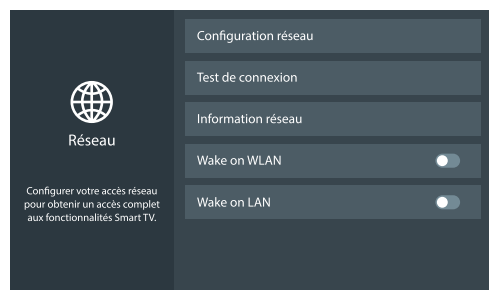 Réseau
Configurer votre accès réseau
pour obtenir un accès complet
aux fonctionnalités Smart TV.
Configuration réseau
Test de connexion
Information réseau
Wake on WLAN
Wake on LAN